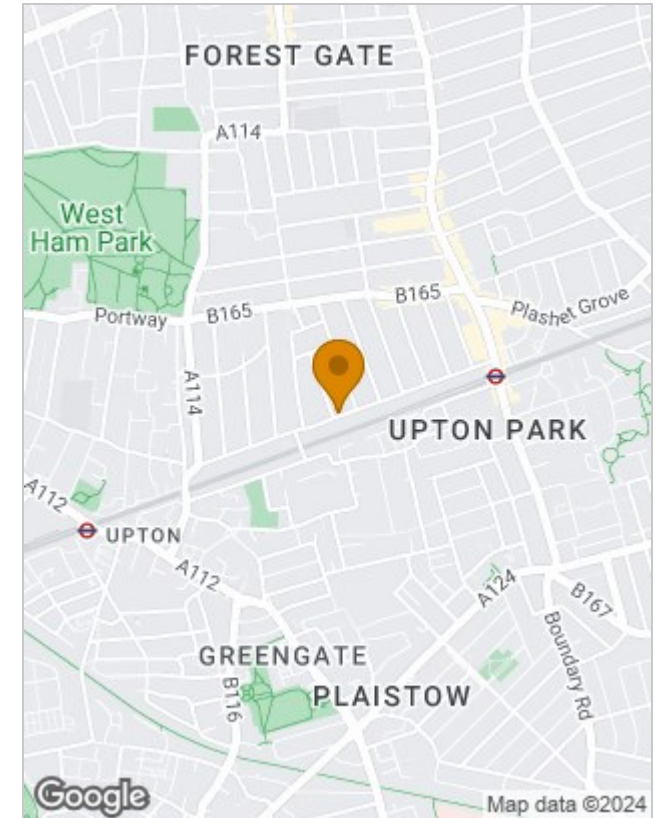 FOREST GATE
A114
West
Ham Park
B165
Plashet Grove
Portway
B165
A114
UPTON PARK
A112
UPTON
A112
A124
B167
Boundary Rd
GREENGATE
B116
PLAISTOW
Google
Map data ©2024